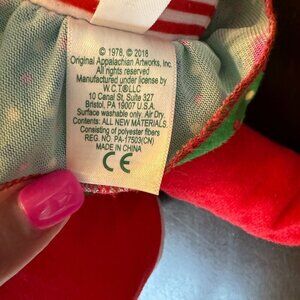 © 1978, © 2018
Original Appalachian Artworks, Inc.
All rights reserved
Manufactured under license by
W.C.T.®LLC
10 Canal St, Suite 327
Bristol, PA 19007 U.S.A.
Surface washable only. Air Dry.
Contents: ALL NEW MATERIALS
Consisting of polyester fibers
REG. NO. PA-17503(CN)
MADE IN CHINA
CE